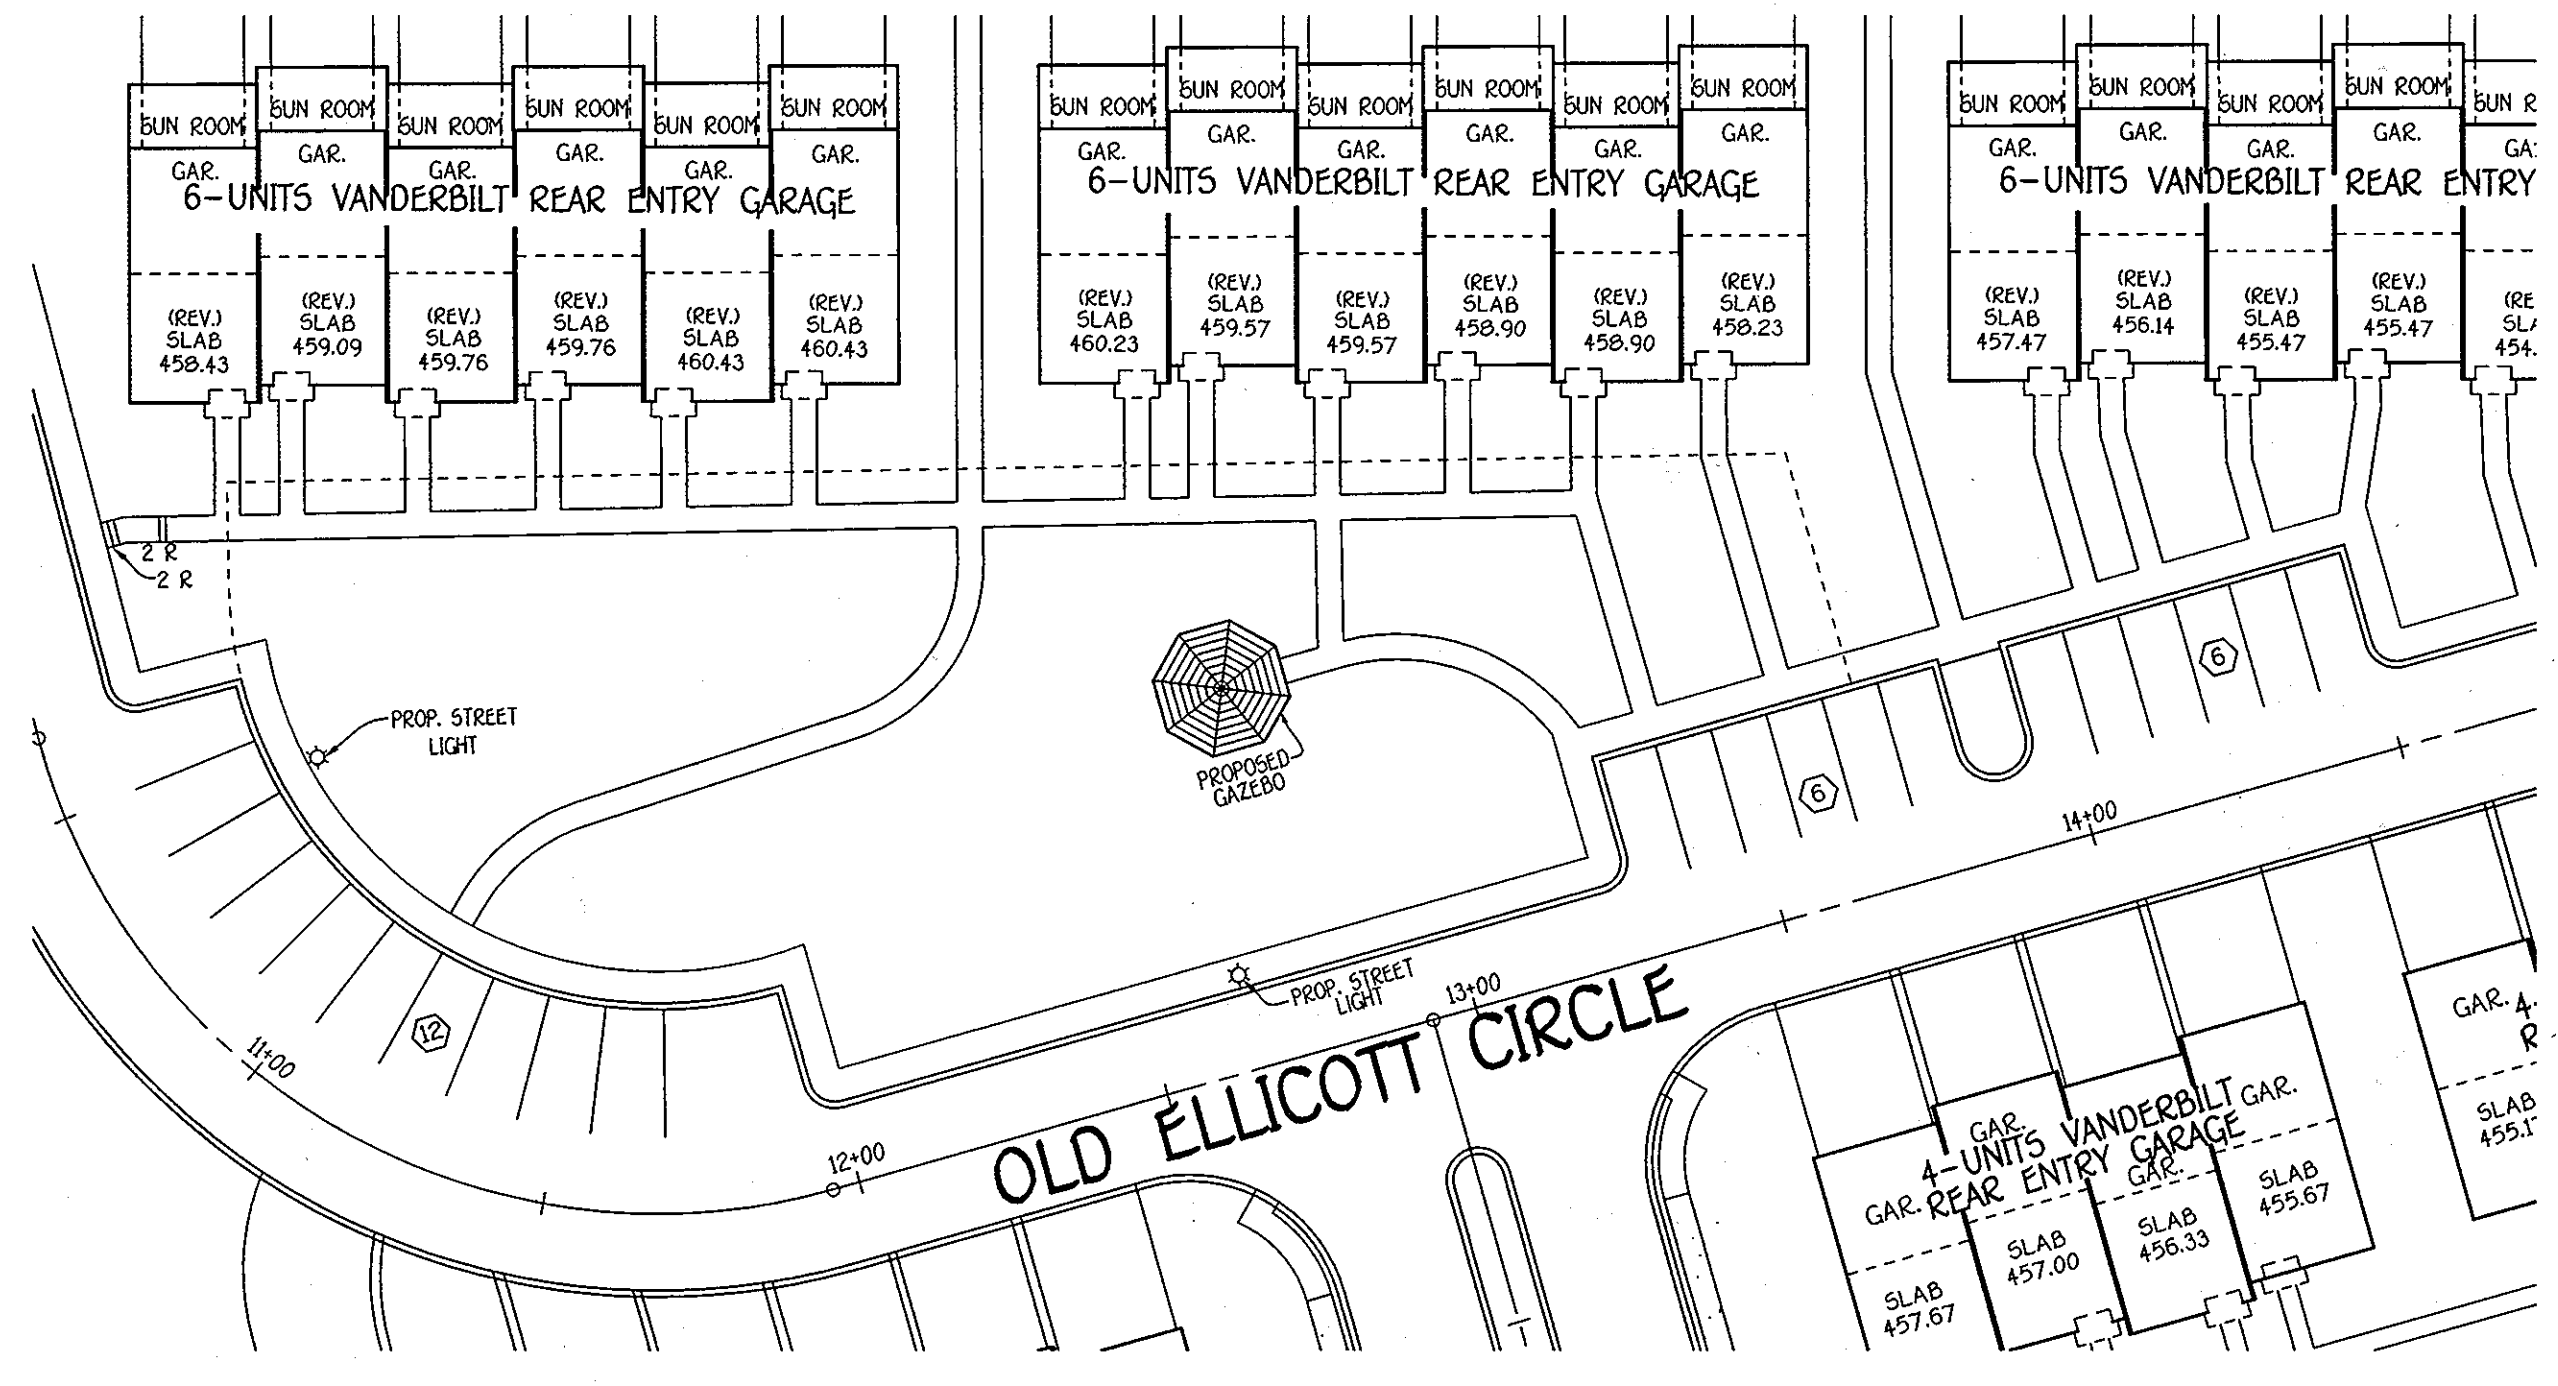 SUN ROOM
SUN ROOM
SUN ROOM
SUN ROOM
SUN ROOM
SUN ROOM
GAR.
GAR.
GAR.
GAR.
GAR.
GAR.
6-UNITS VANDERBILT REAR ENTRY GARAGE
(REV.)
SLAB
458.43
(REV.)
SLAB
459.09
(REV.)
SLAB
459.76
(REV.)
SLAB
459.76
(REV.)
SLAB
460.43
(REV.)
SLAB
460.43
SUN ROOM
SUN ROOM
SUN ROOM
SUN ROOM
SUN ROOM
SUN ROOM
GAR.
GAR.
GAR.
GAR.
GAR.
GAR.
6-UNITS VANDERBILT REAR ENTRY GARAGE
(REV.)
SLAB
460.23
(REV.)
SLAB
459.57
(REV.)
SLAB
459.57
(REV.)
SLAB
458.90
(REV.)
SLAB
458.90
(REV.)
SLAB
458.23
SUN ROOM
SUN ROOM
SUN ROOM
SUN ROOM
SUN R
GAR.
GAR.
GAR.
GAR.
GA
6-UNITS VANDERBILT REAR ENTRY
(REV.)
SLAB
457.47
(REV.)
SLAB
456.14
(REV.)
SLAB
455.47
(REV.)
SLAB
455.47
(RE
SLA
454.
2 R
2 R
PROP. STREET
LIGHT
PROPOSED
GAZEBO
6
6
12
PROP. STREET
LIGHT
11+00
12+00
13+00
14+00
OLD ELLICOTT CIRCLE
GAR.
GAR.
GAR.
GAR.
4-UNITS VANDERBILT
REAR ENTRY GARAGE
SLAB
457.67
SLAB
457.00
SLAB
456.33
SLAB
455.67
GAR.
4-
R
SLAB
455.1